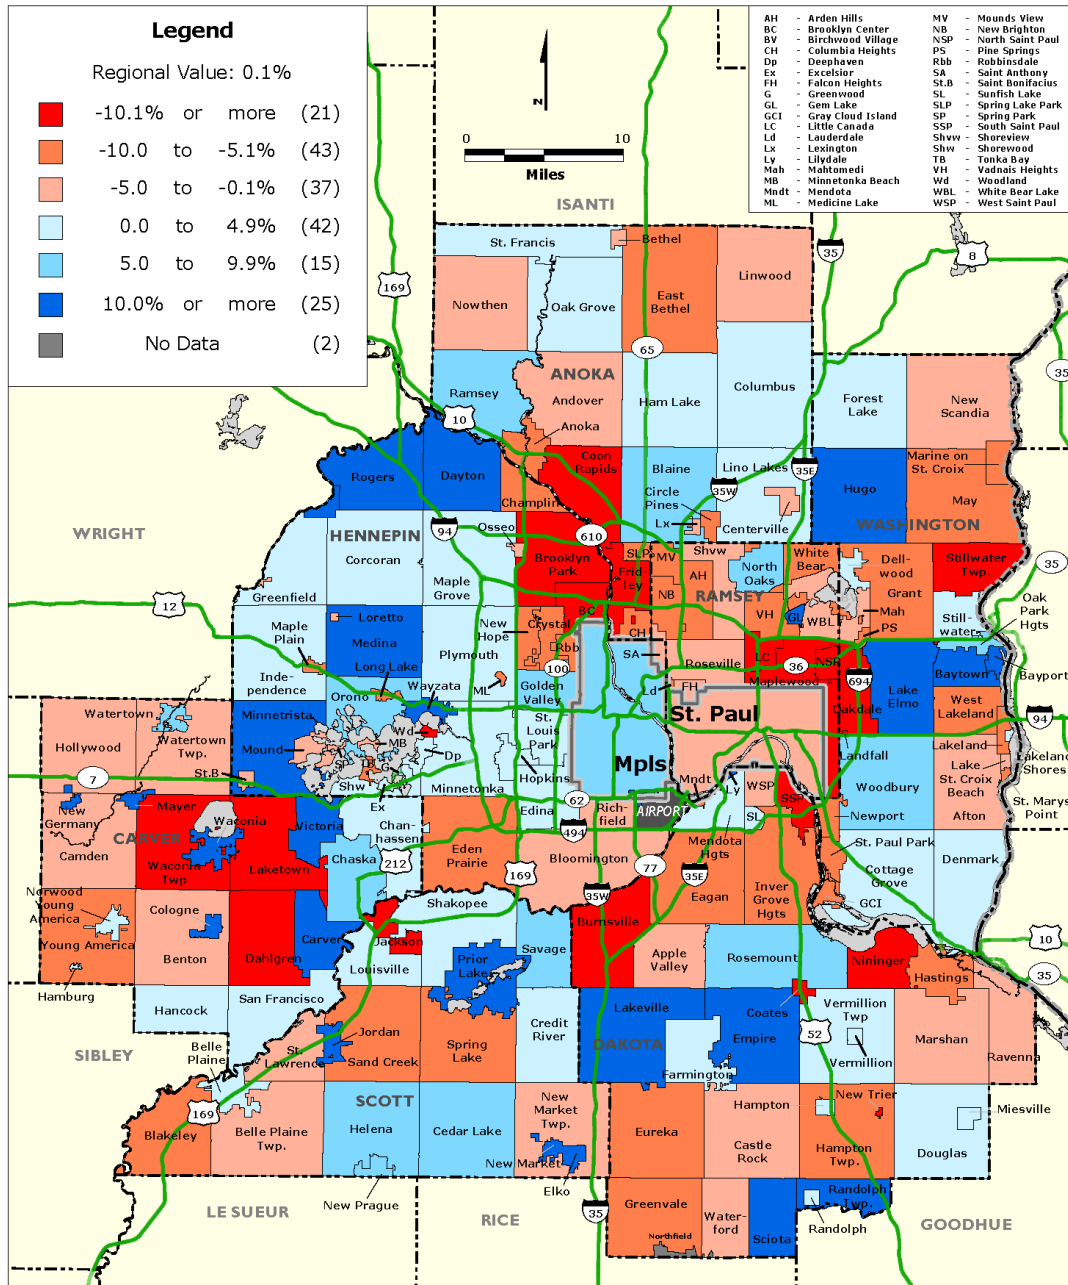 Legend
Regional Value: 0.1%
-10.1% or more (21)
-10.0 to -5.1% (43)
-5.0 to -0.1% (37)
0.0 to 4.9% (42)
5.0 to 9.9% (15)
10.0% or more (25)
No Data (2)
N
0 10
Miles
AH - Arden Hills
BC - Brooklyn Center
BV - Birchwood Village
CH - Columbia Heights
Dp - Deephaven
Ex - Excelsior
FH - Falcon Heights
G - Greenwood
GL - Gem Lake
GCI - Gray Cloud Island
LC - Little Canada
Ld - Lauderdale
Lx - Lexington
Ly - Lilydale
Mah - Mahtomedi
MB - Minnetonka Beach
Mndt - Mendota
ML - Medicine Lake
MV - Mounds View
NB - New Brighton
NSP - North Saint Paul
PS - Pine Springs
Rbb - Robbinsdale
SA - Saint Anthony
St.B - Saint Bonifacius
SL - Sunfish Lake
SLP - Spring Lake Park
SP - Spring Park
SSP - South Saint Paul
Shvw - Shoreview
Shw - Shorewood
TB - Tonka Bay
VH - Vadnais Heights
Wd - Woodland
WBL - White Bear Lake
WSP - West Saint Paul
ISANTI
St. Francis
Bethel
35
8
169
Nowthen
Oak Grove
East
Bethel
Linwood
65
35
ANOKA
Ramsey
Andover
Ham Lake
Columbus
Forest
Lake
New
Scandia
10
Anoka
Coon
Rapids
Blaine
Lino Lakes
35E
Marine on
St. Croix
Rogers
Dayton
Champlin
Circle
Pines
35W
Hugo
May
Lx
Centerville
WASHINGTON
WRIGHT
HENNEPIN
94
Osseo
610
Corcoran
Brooklyn
Park
SLP
MV
Shvw
White
Bear
Dell-
wood
Stillwater
Twp.
35
Frid-
ley
North
Oaks
AH
Grant
Maple
Grove
NB
RAMSEY
Greenfield
12
BC
VH
GL
WBL
Mah
Oak
Park
Hgts
Loretto
Maple
Plain
Medina
New
Hope
Crystal
CH
PS
Still-
water
Rbb
Plymouth
SA
Roseville
LC
36
NSP
Long Lake
100
Maplewood
694
Baytown
Bayport
Inde-
pendence
Orono
Wayzata
ML
Golden
Valley
Ld
FH
Lake
Elmo
West
Lakeland
Watertown
Minnetrista
St.
Louis
Park
St. Paul
Oakdale
94
Hollywood
Watertown
Twp.
Mound
Wd
MB
SP
TB
G
Dp
Landfall
Lakeland
Lakeland
Shores
7
St.B
Shw
Hopkins
Mpls
Mndt
Ly
WSP
Woodbury
Lake
St. Croix
Beach
Ex
Minnetonka
62
SSP
St. Marys
Point
New
Germany
Mayer
Waconia
Victoria
Chan-
hassen
Edina
Rich-
field
AIRPORT
SL
Newport
Afton
CARVER
494
Mendota
Hgts
St. Paul Park
Camden
Waconia
Twp
Laketown
Chaska
212
Eden
Prairie
Bloomington
77
35E
Cottage
Grove
Denmark
169
35W
Eagan
Inver
Grove
Hgts
Norwood
Young
America
Cologne
Shakopee
GCI
Young America
Carver
Jackson
Burnsville
10
Benton
Dahlgren
Savage
Apple
Valley
Rosemount
Nininger
Hamburg
Louisville
Prior
Lake
Hastings
35
San Francisco
Hancock
Lakeville
Coates
Vermillion
Twp
Credit
River
Empire
52
SIBLEY
Belle
Plaine
St.
Lawrence
Jordan
Sand Creek
Spring
Lake
DAKOTA
Marshan
Ravenna
Vermillion
Farmington
169
SCOTT
New
Market
Twp.
Hampton
New Trier
Miesville
Blakeley
Belle Plaine
Twp.
Helena
Cedar Lake
Eureka
Castle
Rock
Hampton
Twp.
Douglas
New Market
Elko
New Prague
Randolph
Twp.
LE SUEUR
RICE
35
Greenvale
Water-
ford
Sciota
Randolph
GOODHUE
Northfield